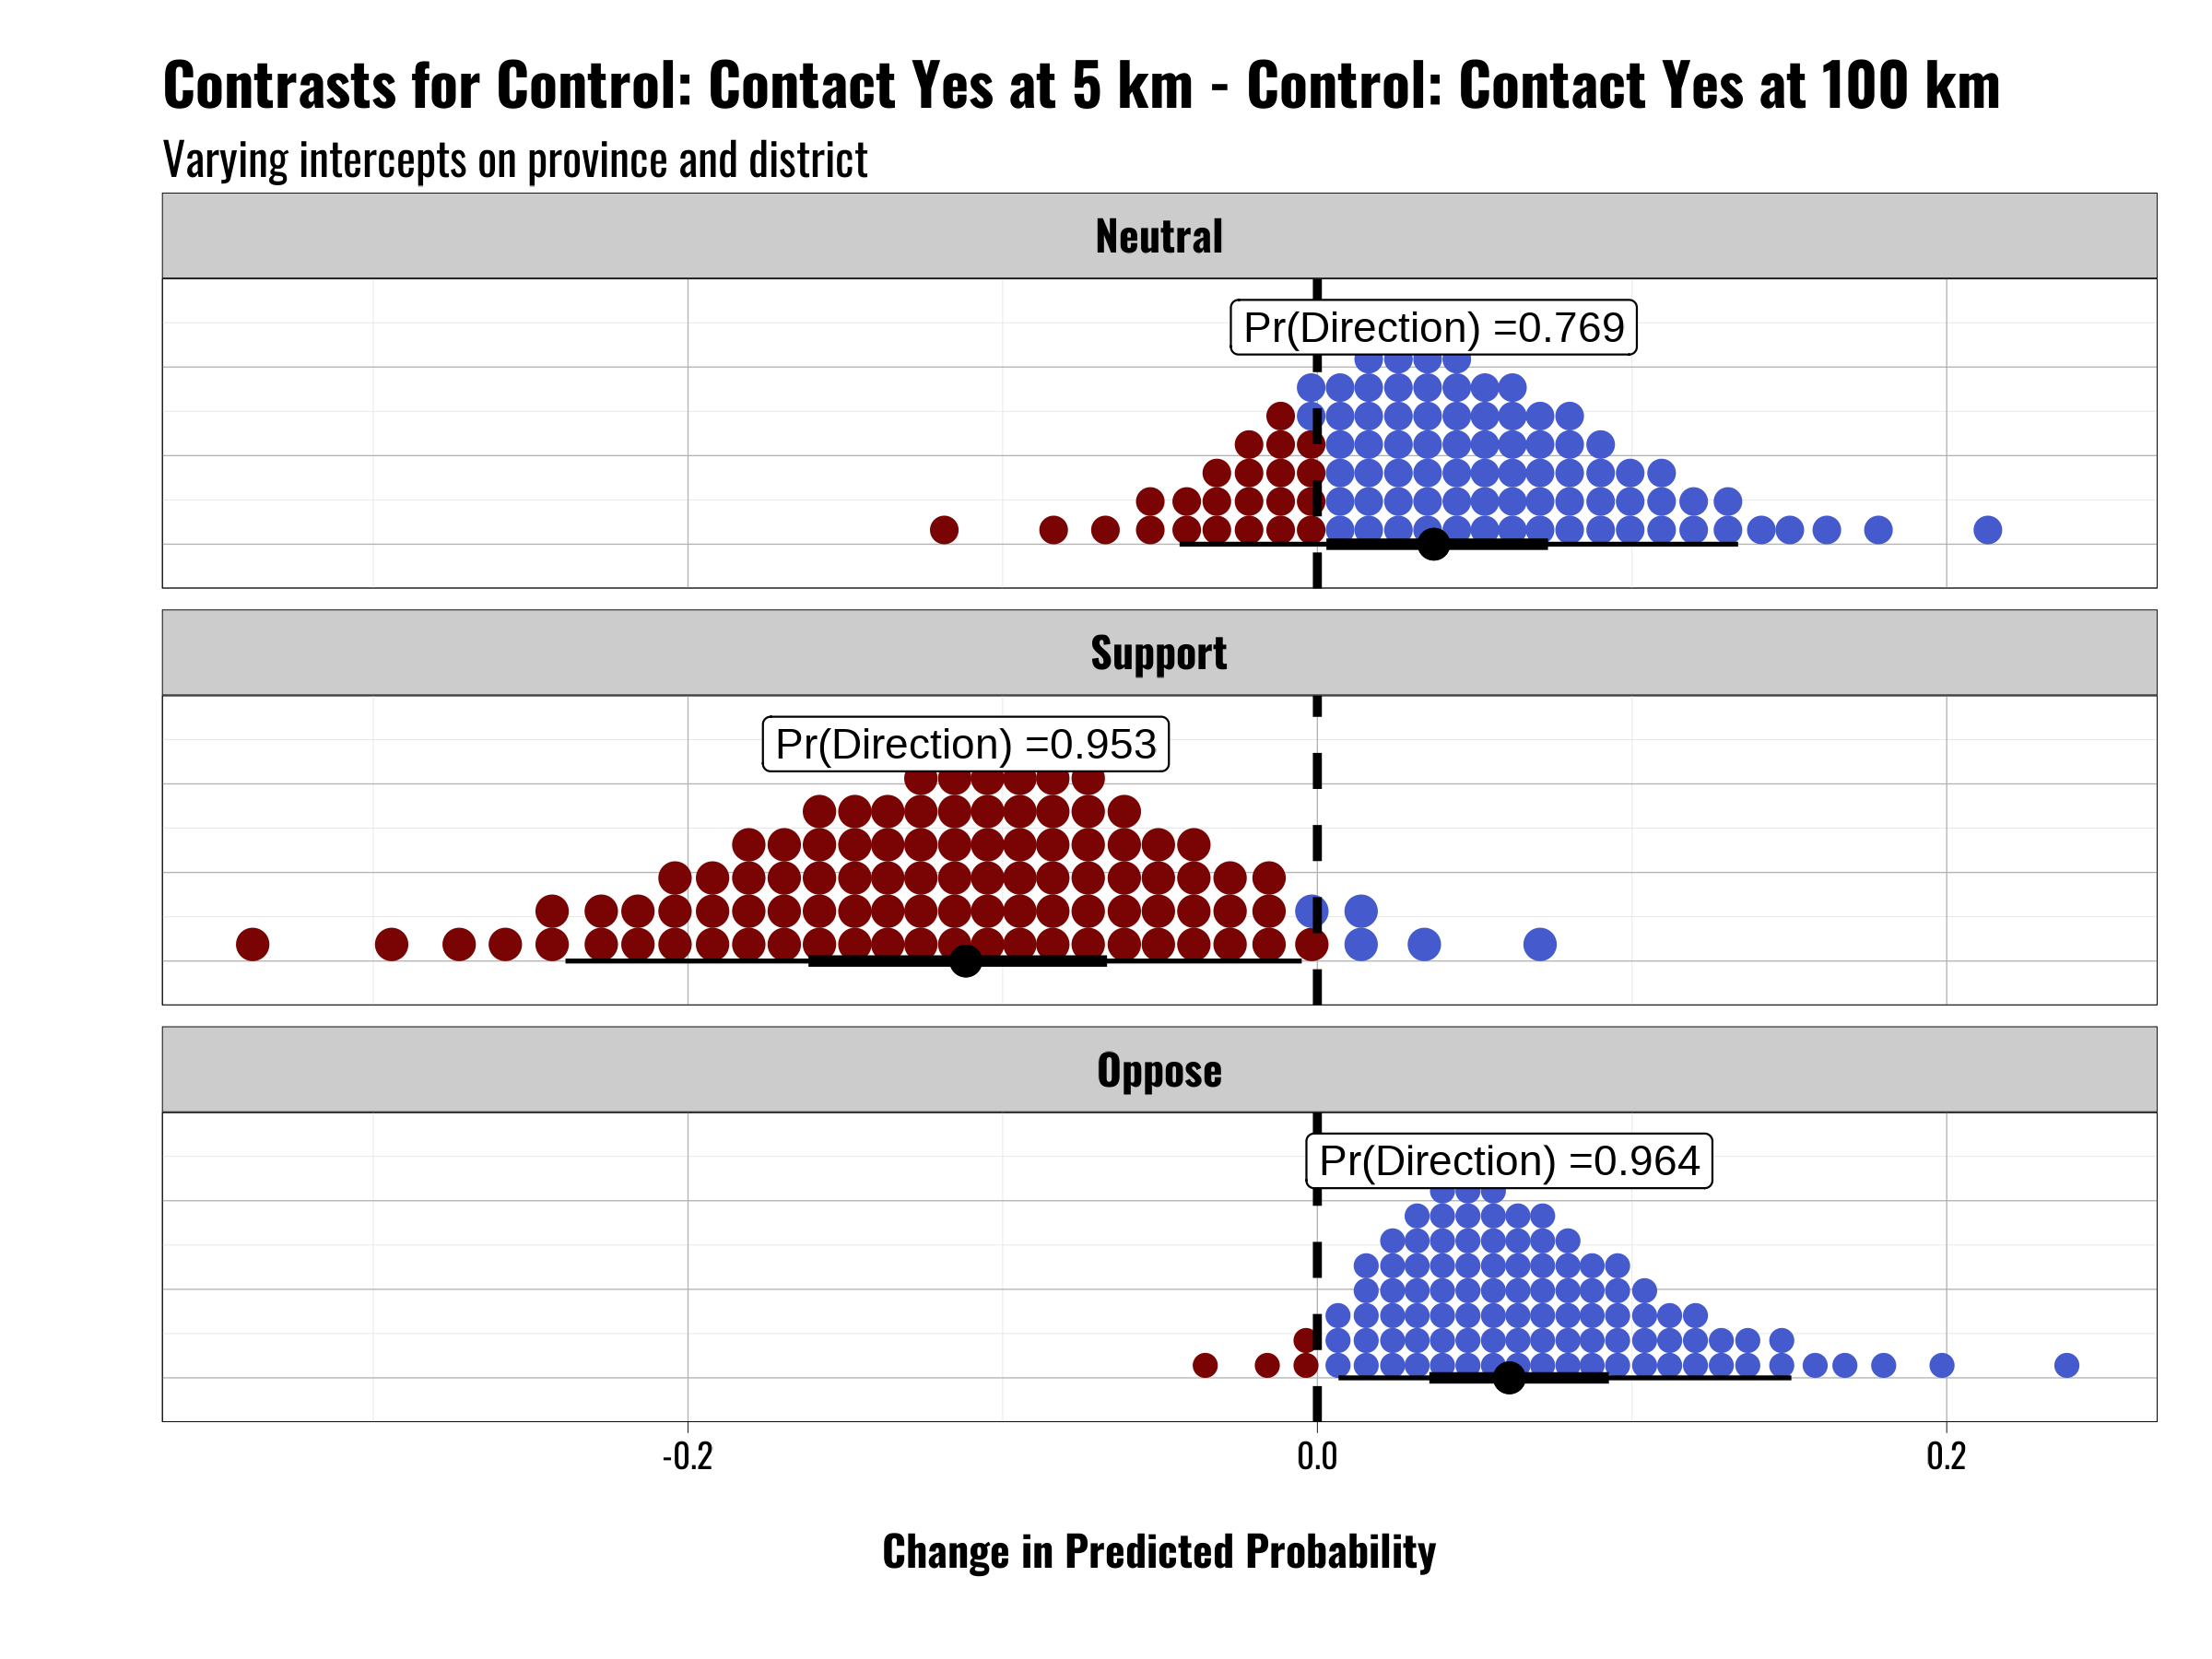 Contrasts for Control: Contact Yes at 5 km - Control: Contact Yes at 100 km
Varying intercepts on province and district
Neutral
Pr(Direction) =0.769
Support
Pr(Direction) =0.953
Oppose
Pr(Direction) =0.964
-0.2 0.0 0.2
Change in Predicted Probability